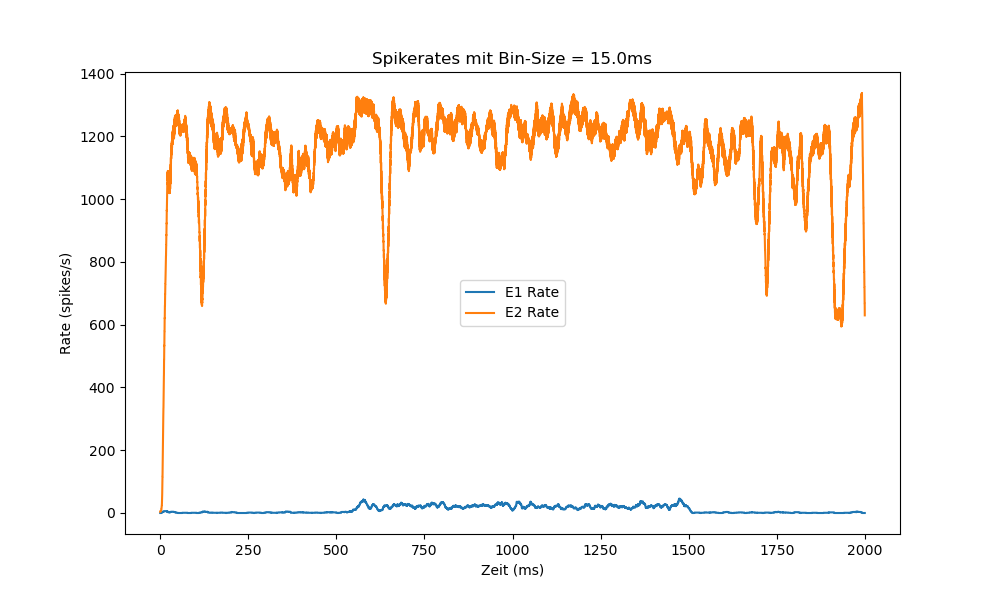 Spikerates mit Bin-Size = 15.0ms
1400
1200
1000
800
600
400
200
0
Rate (spikes/s)
E1 Rate
E2 Rate
0 250 500 750 1000 1250 1500 1750 2000
Zeit (ms)